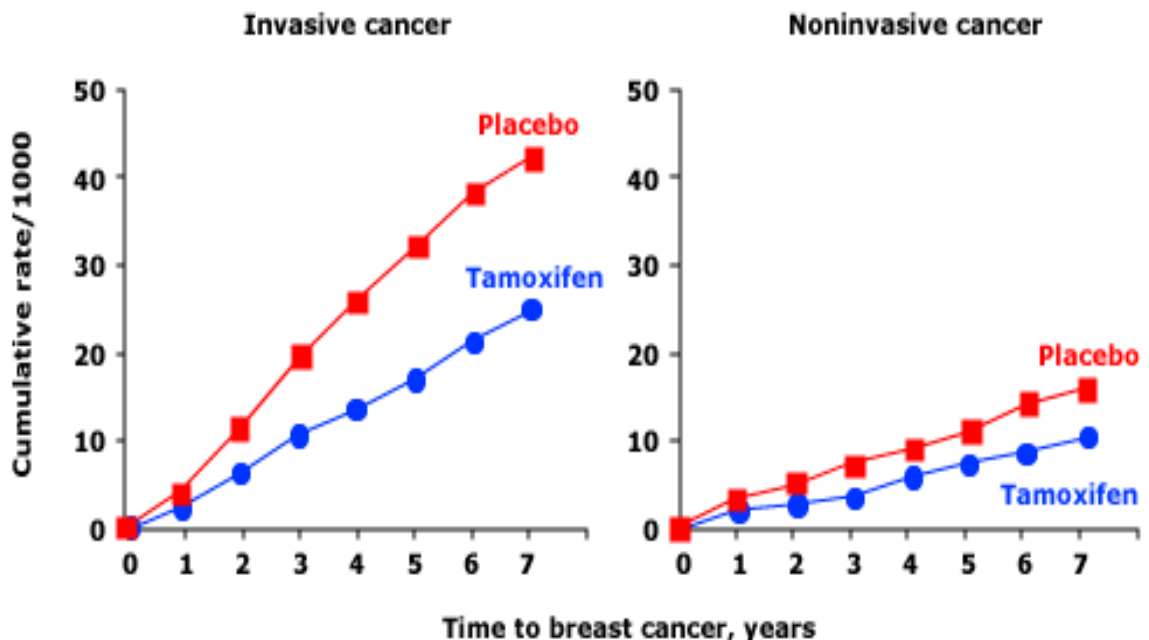 Invasive cancer
Noninvasive cancer
Cumulative rate/1000
50
40
30
20
10
0
Placebo
Tamoxifen
0 1 2 3 4 5 6 7
50
40
30
20
10
0
Placebo
Tamoxifen
0 1 2 3 4 5 6 7
Time to breast cancer, years